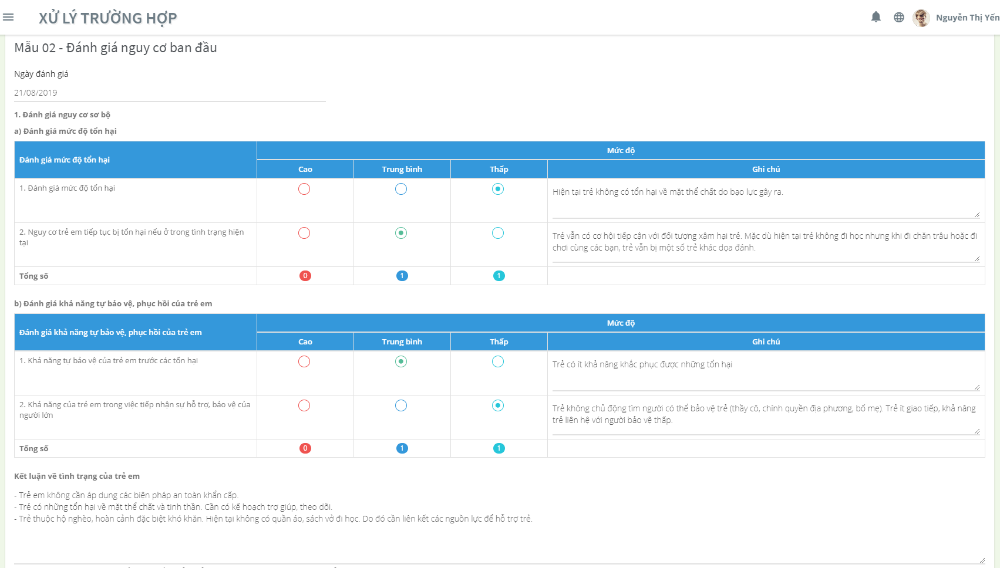 XỬ LÝ TRƯỜNG HỢP
Nguyễn Thị Yến
Mẫu 02 - Đánh giá nguy cơ ban đầu
Ngày đánh giá
21/08/2019
1. Đánh giá nguy cơ sơ bộ
a) Đánh giá mức độ tổn hại
Đánh giá mức độ tổn hại
Mức độ
Cao
Trung bình
Thấp
Ghi chú
1. Đánh giá mức độ tổn hại
Hiện tại trẻ không có tổn hại về mặt thể chất do bạo lực gây ra.
2. Nguy cơ trẻ em tiếp tục bị tổn hại nếu ở trong tình trạng hiện
tại
Trẻ vẫn có cơ hội tiếp cận với đối tượng xâm hại trẻ. Mặc dù hiện tại trẻ không đi học nhưng khi đi chăn trâu hoặc đi
chơi cùng các bạn, trẻ vẫn bị một số trẻ khác dọa đánh.
Tổng số
0
1
1
b) Đánh giá khả năng tự bảo vệ, phục hồi của trẻ em
Đánh giá khả năng tự bảo vệ, phục hồi của trẻ em
Mức độ
Cao
Trung bình
Thấp
Ghi chú
1. Khả năng tự bảo vệ của trẻ em trước các tổn hại
Trẻ có ít khả năng khắc phục được những tổn hại
2. Khả năng của trẻ em trong việc tiếp nhận sự hỗ trợ, bảo vệ của
người lớn
Trẻ không chủ động tìm người có thể bảo vệ trẻ (thầy cô, chính quyền địa phương, bố mẹ). Trẻ ít giao tiếp, khả năng
trẻ liên hệ với người bảo vệ thấp.
Tổng số
0
1
1
Kết luận về tình trạng của trẻ em
- Trẻ em không cần áp dụng các biện pháp an toàn khẩn cấp.
- Trẻ có những tổn hại về mặt thể chất và tinh thần. Cần có kế hoạch trợ giúp, theo dõi.
- Trẻ thuộc hộ nghèo, hoàn cảnh đặc biệt khó khăn. Hiện tại không có quần áo, sách vở đi học. Do đó cần liên kết các nguồn lực để hỗ trợ trẻ.